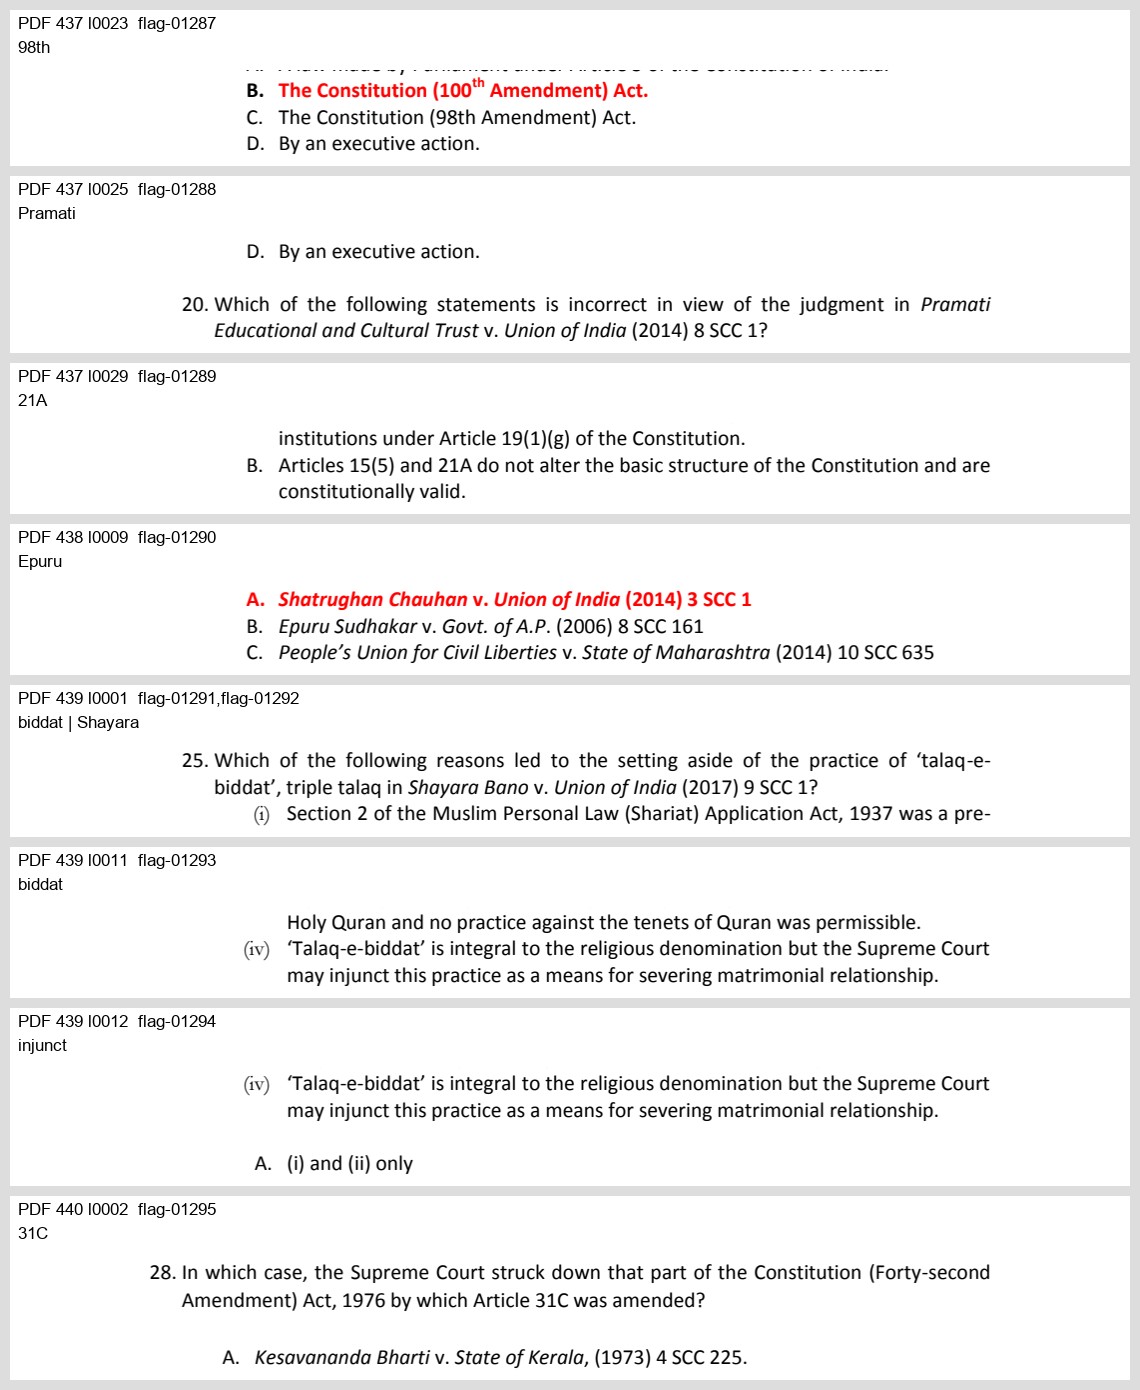 PDF 437 l0023 flag-01287
98th
B. The Constitution (100th Amendment) Act.
C. The Constitution (98th Amendment) Act.
D. By an executive action.
PDF 437 l0025 flag-01288
Pramati
D. By an executive action.
20. Which of the following statements is incorrect in view of the judgment in Pramati
Educational and Cultural Trust v. Union of India (2014) 8 SCC 1?
PDF 437 l0029 flag-01289
21A
institutions under Article 19(1)(g) of the Constitution.
B. Articles 15(5) and 21A do not alter the basic structure of the Constitution and are
constitutionally valid.
PDF 438 l0009 flag-01290
Epuru
A. Shatrughan Chauhan v. Union of India (2014) 3 SCC 1
B. Epuru Sudhakar v. Govt. of A.P. (2006) 8 SCC 161
C. People’s Union for Civil Liberties v. State of Maharashtra (2014) 10 SCC 635
PDF 439 l0001 flag-01291,flag-01292
biddat | Shayara
25. Which of the following reasons led to the setting aside of the practice of ‘talaq-e-
biddat’, triple talaq in Shayara Bano v. Union of India (2017) 9 SCC 1?
(i) Section 2 of the Muslim Personal Law (Shariat) Application Act, 1937 was a pre-
PDF 439 l0011 flag-01293
biddat
Holy Quran and no practice against the tenets of Quran was permissible.
(iv) ‘Talaq-e-biddat’ is integral to the religious denomination but the Supreme Court
may injunct this practice as a means for severing matrimonial relationship.
PDF 439 l0012 flag-01294
injunct
(iv) ‘Talaq-e-biddat’ is integral to the religious denomination but the Supreme Court
may injunct this practice as a means for severing matrimonial relationship.
A. (i) and (ii) only
PDF 440 l0002 flag-01295
31C
28. In which case, the Supreme Court struck down that part of the Constitution (Forty-second
Amendment) Act, 1976 by which Article 31C was amended?
A. Kesavananda Bharti v. State of Kerala, (1973) 4 SCC 225.